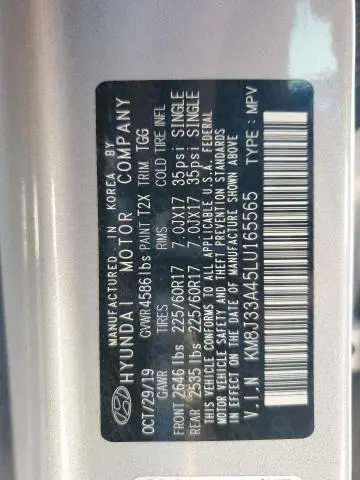 MANUFACTURED IN KOREA BY
HYUNDAI MOTOR COMPANY
OCT/29/19 GVWR 4586lbs PAINT T2X TRIM TGG
GAWR TIRES RIMS COLD TIRE INFL
FRONT 2646 lbs 225/60R17 7.0JX17 35psi SINGLE
REAR 2535 lbs 225/60R17 7.0JX17 35psi SINGLE
THIS VEHICLE CONFORMS TO ALL APPLICABLE U.S.A. FEDERAL
MOTOR VEHICLE SAFETY, BUMPER, AND THEFT PREVENTION STANDARDS
IN EFFECT ON THE DATE OF MANUFACTURE SHOWN ABOVE.
V.I.N : KM8J33A45LU165565 TYPE : MPV